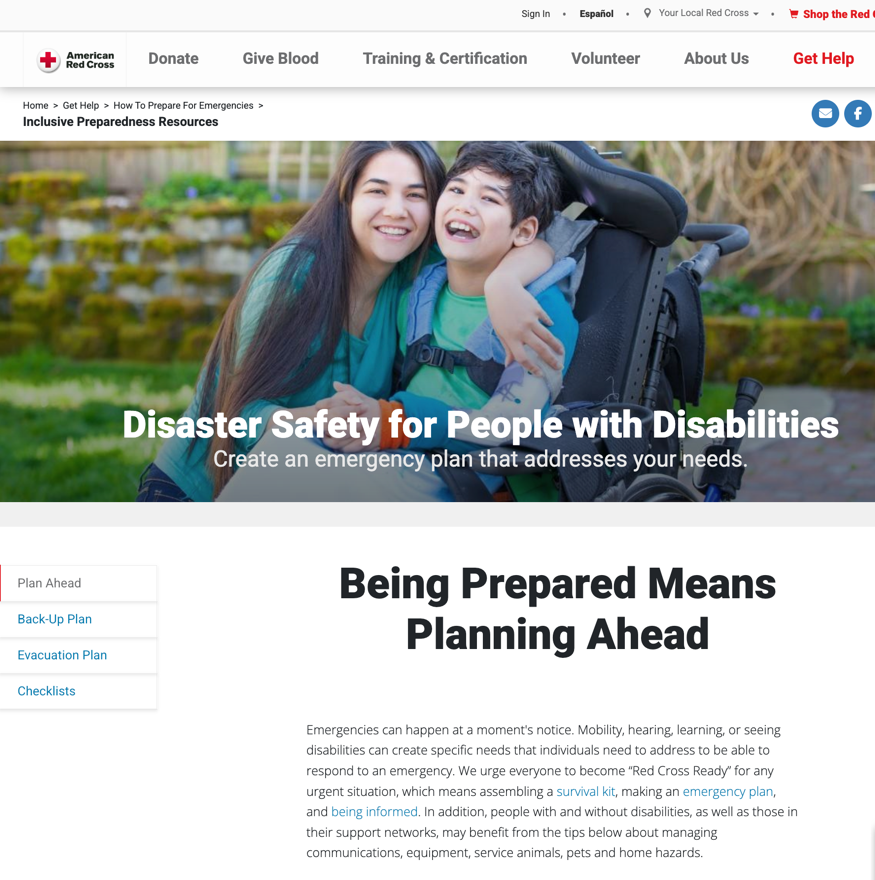 Sign In • Español • Your Local Red Cross • Shop the Red
American Red Cross
Donate Give Blood Training & Certification Volunteer About Us Get Help
Home > Get Help > How To Prepare For Emergencies >
Inclusive Preparedness Resources
Disaster Safety for People with Disabilities
Create an emergency plan that addresses your needs.
Plan Ahead
Back-Up Plan
Evacuation Plan
Checklists
Being Prepared Means
Planning Ahead
Emergencies can happen at a moment's notice. Mobility, hearing, learning, or seeing
disabilities can create specific needs that individuals need to address to be able to
respond to an emergency. We urge everyone to become “Red Cross Ready” for any
urgent situation, which means assembling a survival kit, making an emergency plan,
and being informed. In addition, people with and without disabilities, as well as those in
their support networks, may benefit from the tips below about managing
communications, equipment, service animals, pets and home hazards.